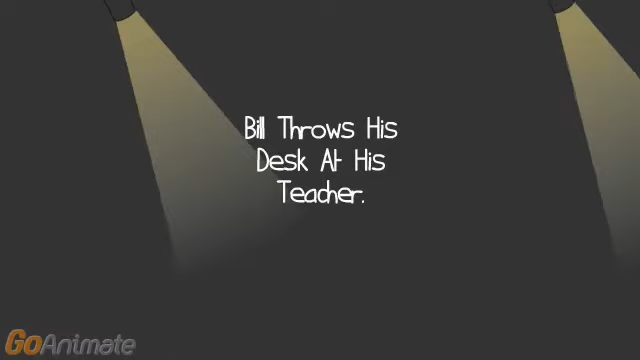 Bill Throws His
Desk At His
Teacher.
GoAnimate